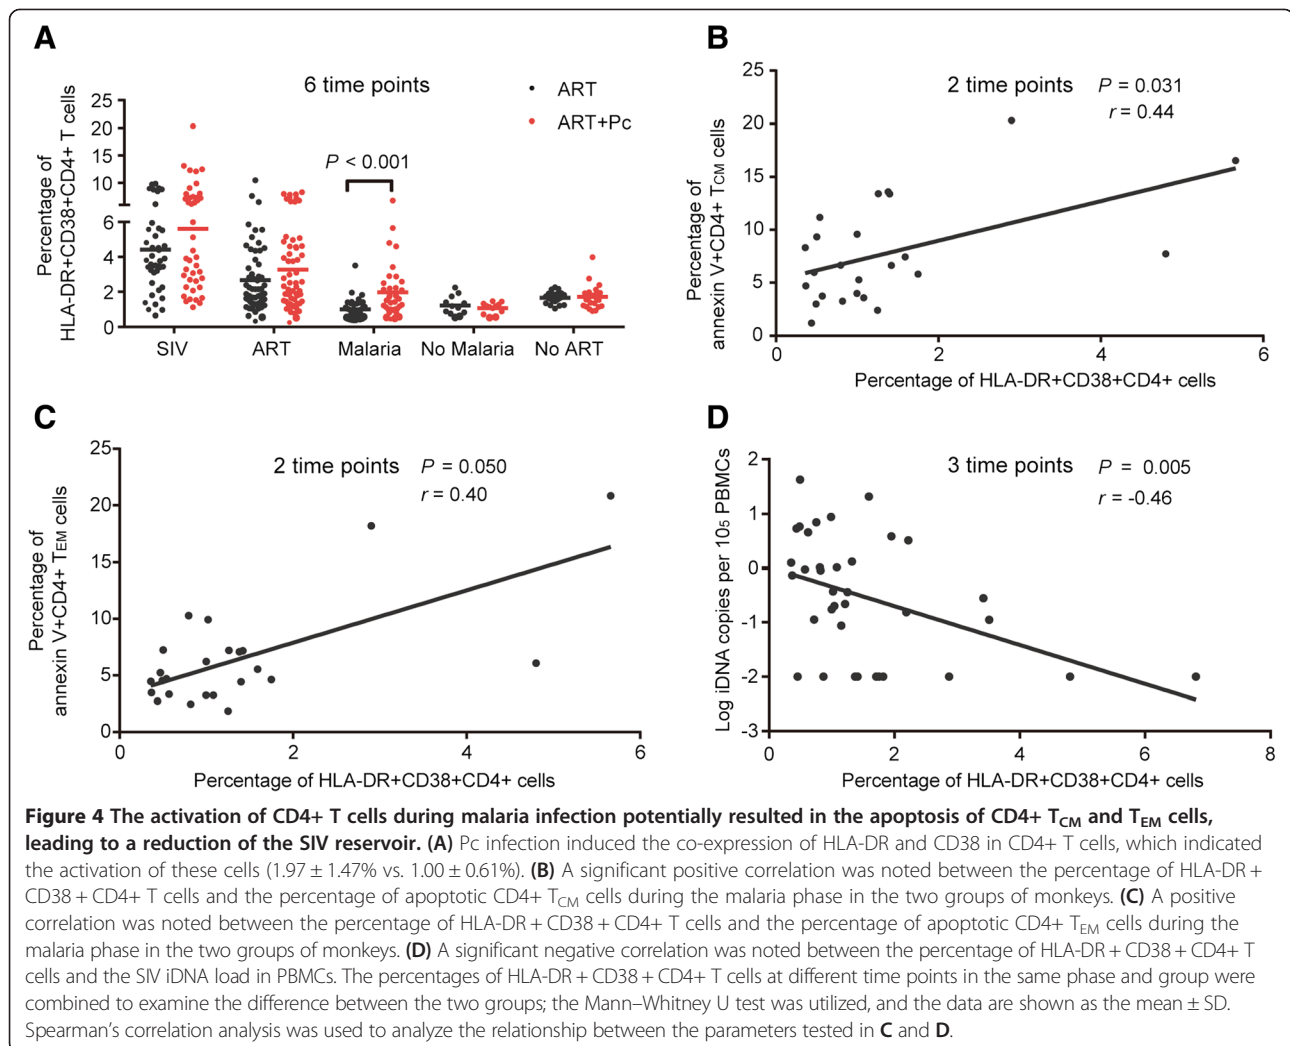 A
6 time points
ART
ART+Pc
P < 0.001
Percentage of
HLA-DR+CD38+CD4+ T cells
25
20
15
10
6
4
2
0
SIV ART Malaria No Malaria No ART
B
2 time points
P = 0.031
r = 0.44
Percentage of
annexin V+CD4+ TCM cells
25
20
15
10
5
0
0 2 4 6
Percentage of HLA-DR+CD38+CD4+ cells
C
2 time points
P = 0.050
r = 0.40
Percentage of
annexin V+CD4+ TEM cells
25
20
15
10
5
0
0 2 4 6
Percentage of HLA-DR+CD38+CD4+ cells
D
3 time points
P = 0.005
r = -0.46
Log iDNA copies per 105 PBMCs
2
1
0
-1
-2
-3
0 2 4 6 8
Percentage of HLA-DR+CD38+CD4+ cells
Figure 4 The activation of CD4+ T cells during malaria infection potentially resulted in the apoptosis of CD4+ TCM and TEM cells,
leading to a reduction of the SIV reservoir. (A) Pc infection induced the co-expression of HLA-DR and CD38 in CD4+ T cells, which indicated
the activation of these cells (1.97 ± 1.47% vs. 1.00 ± 0.61%). (B) A significant positive correlation was noted between the percentage of HLA-DR +
CD38 + CD4+ T cells and the percentage of apoptotic CD4+ TCM cells during the malaria phase in the two groups of monkeys. (C) A positive
correlation was noted between the percentage of HLA-DR + CD38 + CD4+ T cells and the percentage of apoptotic CD4+ TEM cells during the
malaria phase in the two groups of monkeys. (D) A significant negative correlation was noted between the percentage of HLA-DR + CD38 + CD4+ T
cells and the SIV iDNA load in PBMCs. The percentages of HLA-DR + CD38 + CD4+ T cells at different time points in the same phase and group were
combined to examine the difference between the two groups; the Mann–Whitney U test was utilized, and the data are shown as the mean ± SD.
Spearman's correlation analysis was used to analyze the relationship between the parameters tested in C and D.